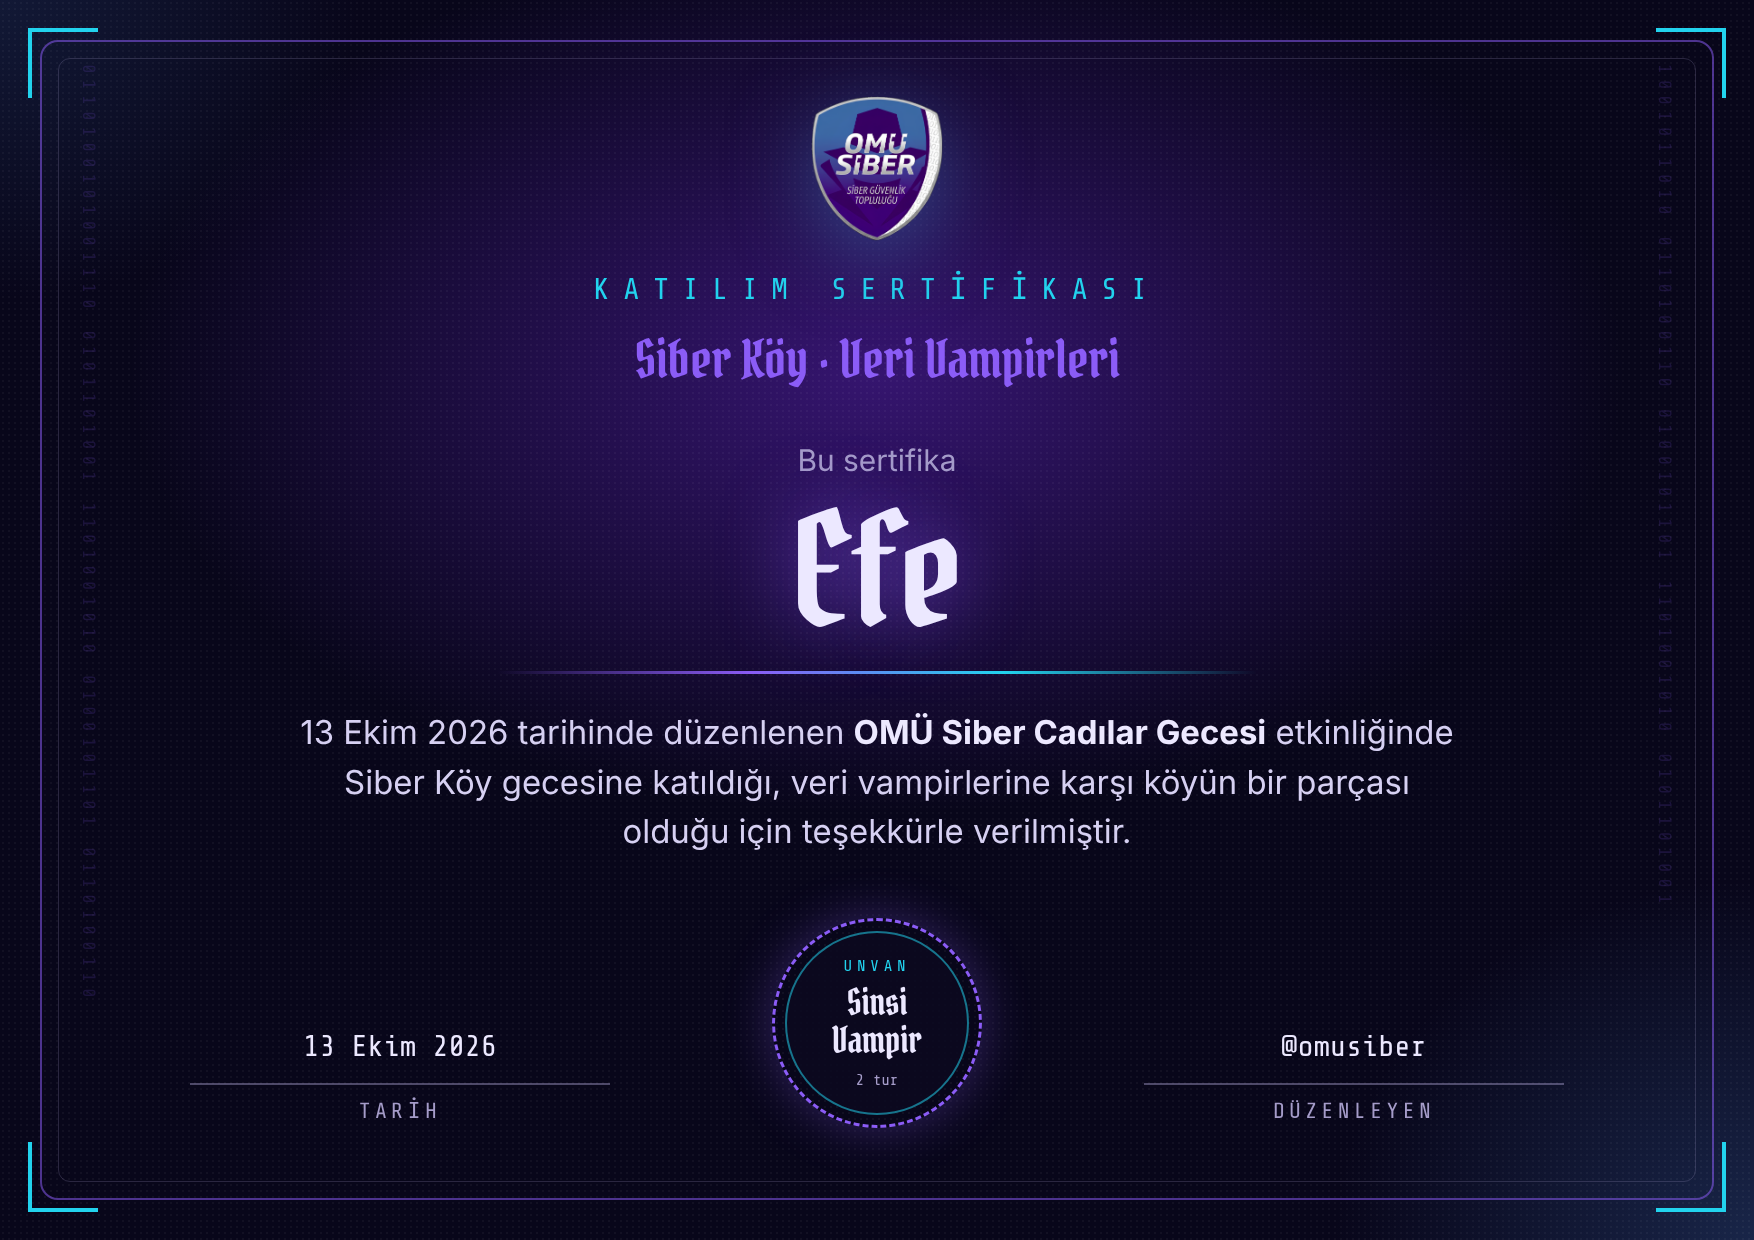 OMÜ
SİBER
SİBER GÜVENLİK
TOPLULUĞU
KATILIM SERTİFİKASI
Siber Köy · Veri Vampirleri
Bu sertifika
Efe
13 Ekim 2026 tarihinde düzenlenen OMÜ Siber Cadılar Gecesi etkinliğinde
Siber Köy gecesine katıldığı, veri vampirlerine karşı köyün bir parçası
olduğu için teşekkürle verilmiştir.
UNVAN
Sinsi
Vampir
2 tur
13 Ekim 2026
TARİH
@omusiber
DÜZENLEYEN